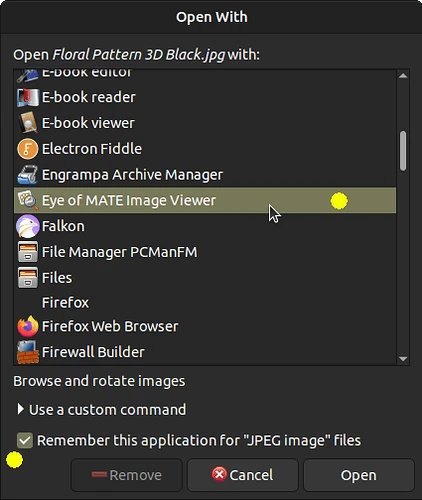 Open With
Open Floral Pattern 3D Black.jpg with:
E-book editor
E-book reader
E-book viewer
Electron Fiddle
Engrampa Archive Manager
Eye of MATE Image Viewer
Falkon
File Manager PCManFM
Files
Firefox
Firefox Web Browser
Firewall Builder
Browse and rotate images
Use a custom command
Remember this application for "JPEG image" files
Remove Cancel Open